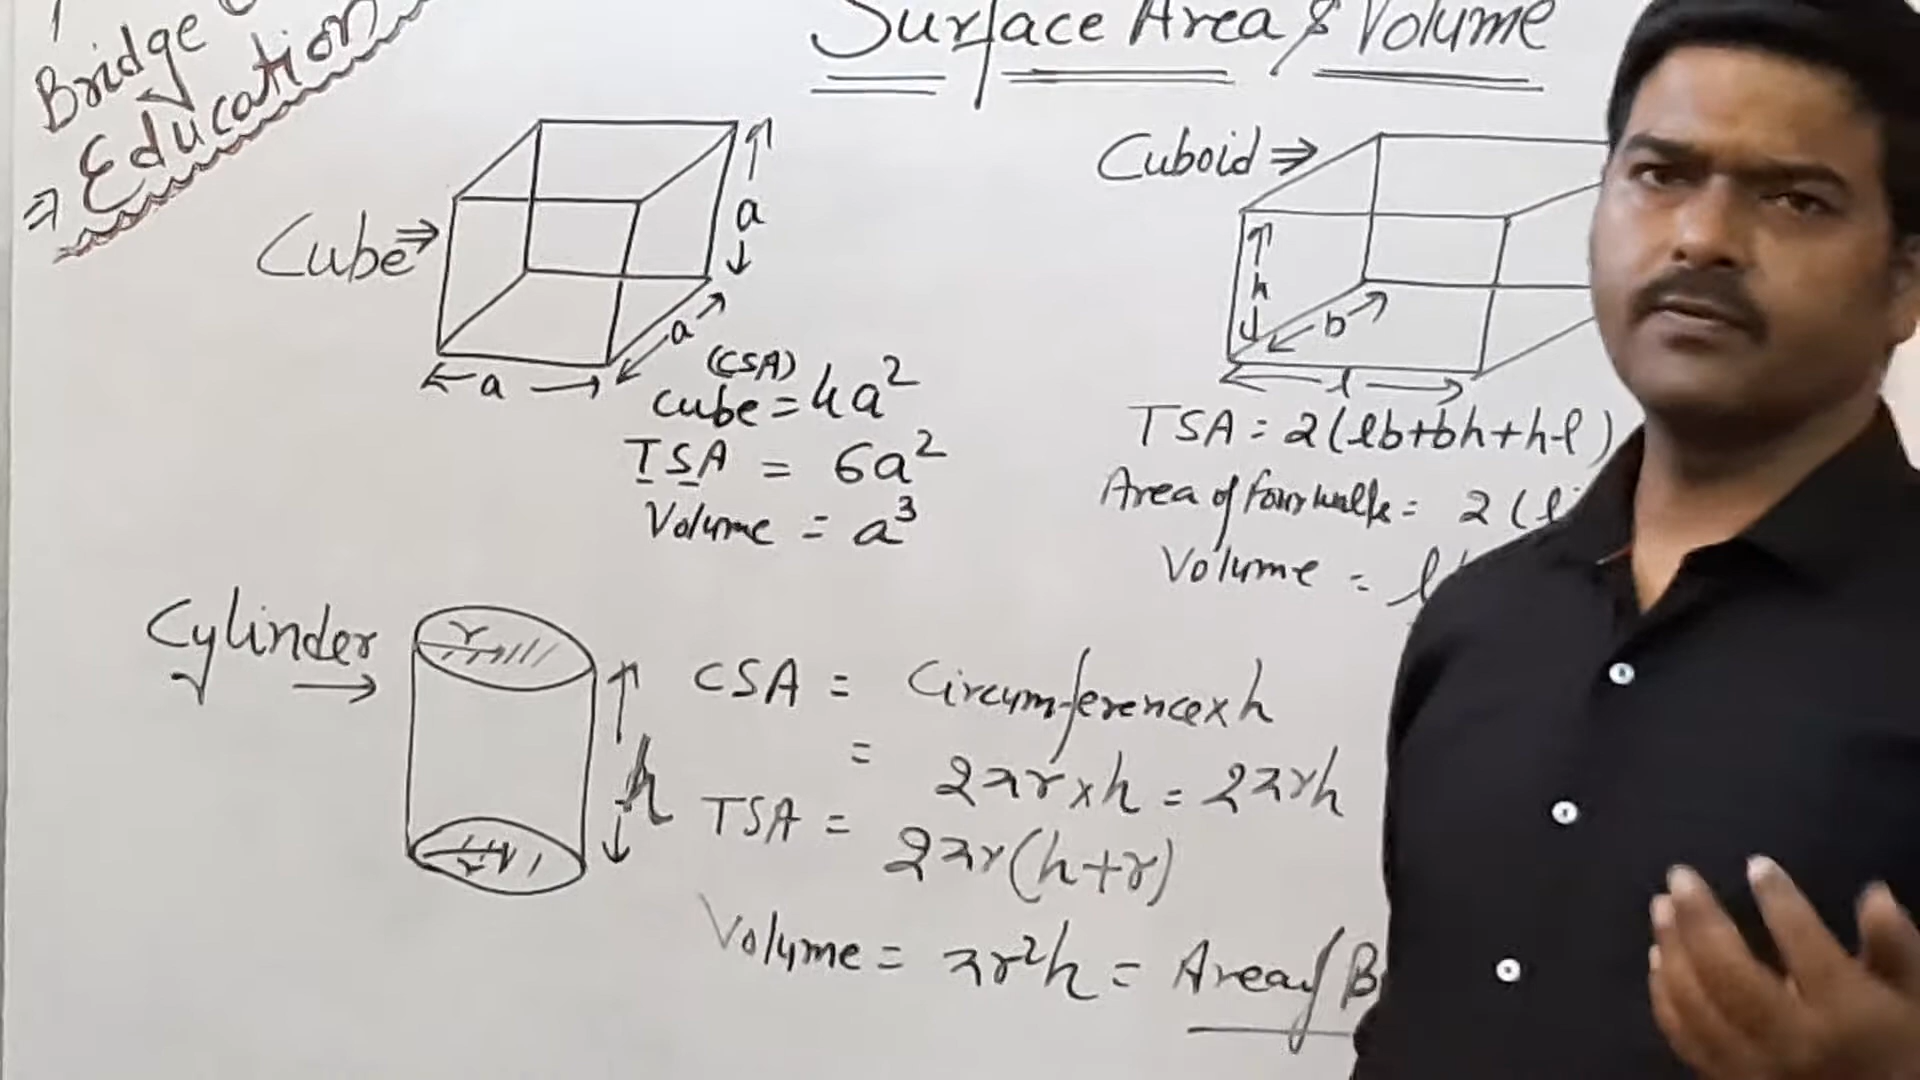 Bridge
⇒ Education
Surface Area & Volume
Cube ⇒
a
a
a
(CSA)
Cube = 4a²
TSA = 6a²
Volume = a³
Cuboid ⇒
h
b
l
TSA = 2(lb+bh+hl)
Area of four walls = 2(l
Volume = l
Cylinder →
r
h
r
CSA = Circumference × h
= 2πr × h = 2πrh
TSA = 2πr(h+r)
Volume = πr²h = Area of B